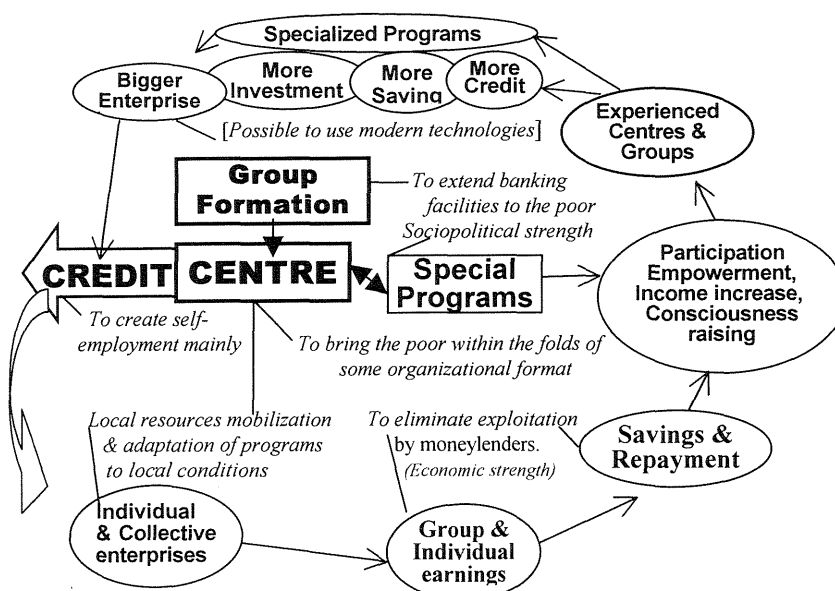 Specialized Programs
Bigger
Enterprise
More
Investment
More
Saving
More
Credit
Experienced
Centres &
Groups
[Possible to use modern technologies]
Group
Formation
To extend banking
facilities to the poor
Sociopolitical strength
CREDIT
CENTRE
Special
Programs
Participation
Empowerment,
Income increase,
Consciousness
raising
To create self-
employment mainly
To bring the poor within the folds of
some organizational format
Local resources mobilization
& adaptation of programs
to local conditions
To eliminate exploitation
by moneylenders.
(Economic strength)
Savings &
Repayment
Individual
& Collective
enterprises
Group &
Individual
earnings